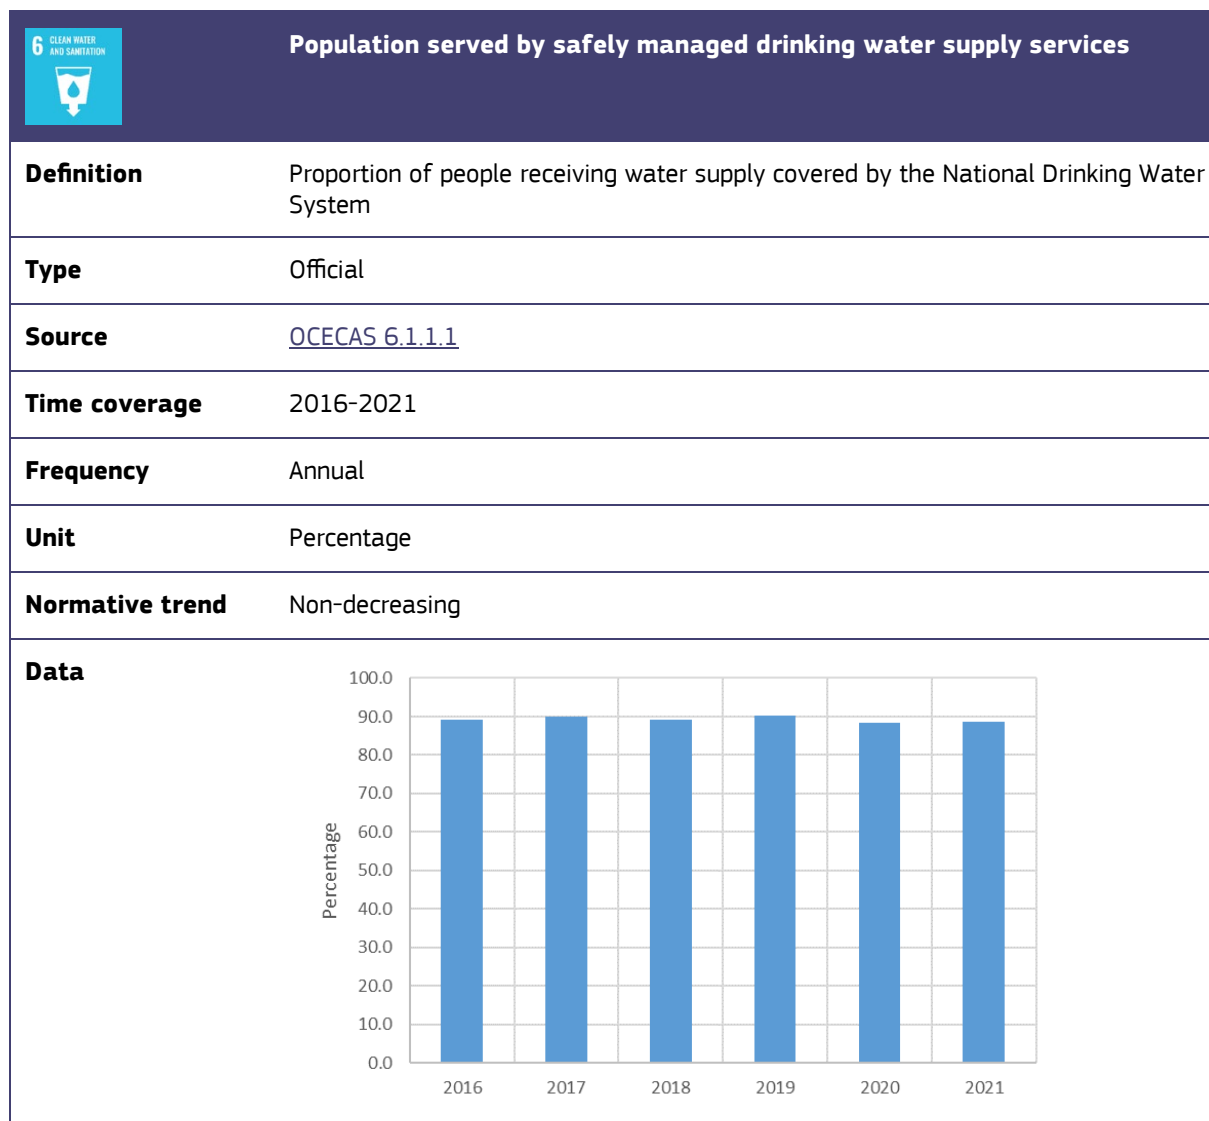 6 CLEAN WATER
AND SANITATION
Population served by safely managed drinking water supply services
Definition
Proportion of people receiving water supply covered by the National Drinking Water
System
Type
Official
Source
OCECAS 6.1.1.1
Time coverage
2016-2021
Frequency
Annual
Unit
Percentage
Normative trend
Non-decreasing
Data
100.0
90.0
80.0
70.0
60.0
50.0
40.0
30.0
20.0
10.0
0.0
Percentage
2016 2017 2018 2019 2020 2021